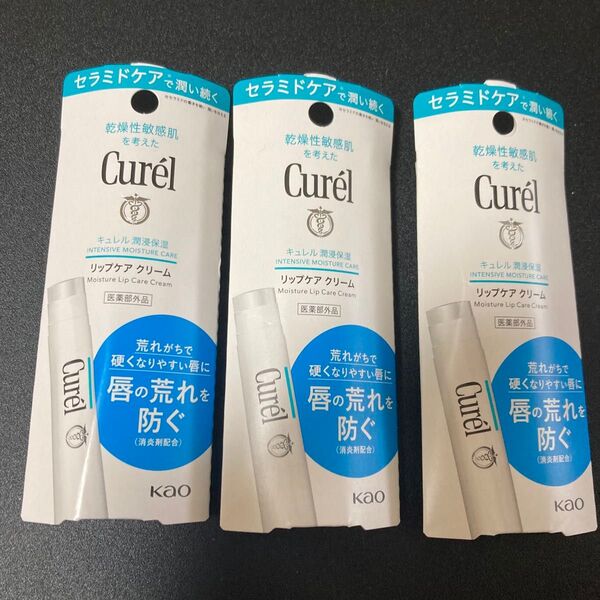 セラミドケア※で潤い続く
乾燥性敏感肌
を考えた
Curél
キュレル 潤浸保湿
INTENSIVE MOISTURE CARE
リップケア クリーム
Moisture Lip Care Cream
医薬部外品
荒れがちで
硬くなりやすい唇に
唇の荒れを
防ぐ
(消炎剤配合)
Curél
Kao
セラミドケア※で潤い続く
乾燥性敏感肌
を考えた
Curél
キュレル 潤浸保湿
INTENSIVE MOISTURE CARE
リップケア クリーム
Moisture Lip Care Cream
医薬部外品
荒れがちで
硬くなりやすい唇に
唇の荒れを
防ぐ
(消炎剤配合)
Curél
Kao
セラミドケア※で潤い続く
乾燥性敏感肌
を考えた
Curél
キュレル 潤浸保湿
INTENSIVE MOISTURE CARE
リップケア クリーム
Moisture Lip Care Cream
医薬部外品
荒れがちで
硬くなりやすい唇に
唇の荒れを
防ぐ
(消炎剤配合)
Curél
Kao